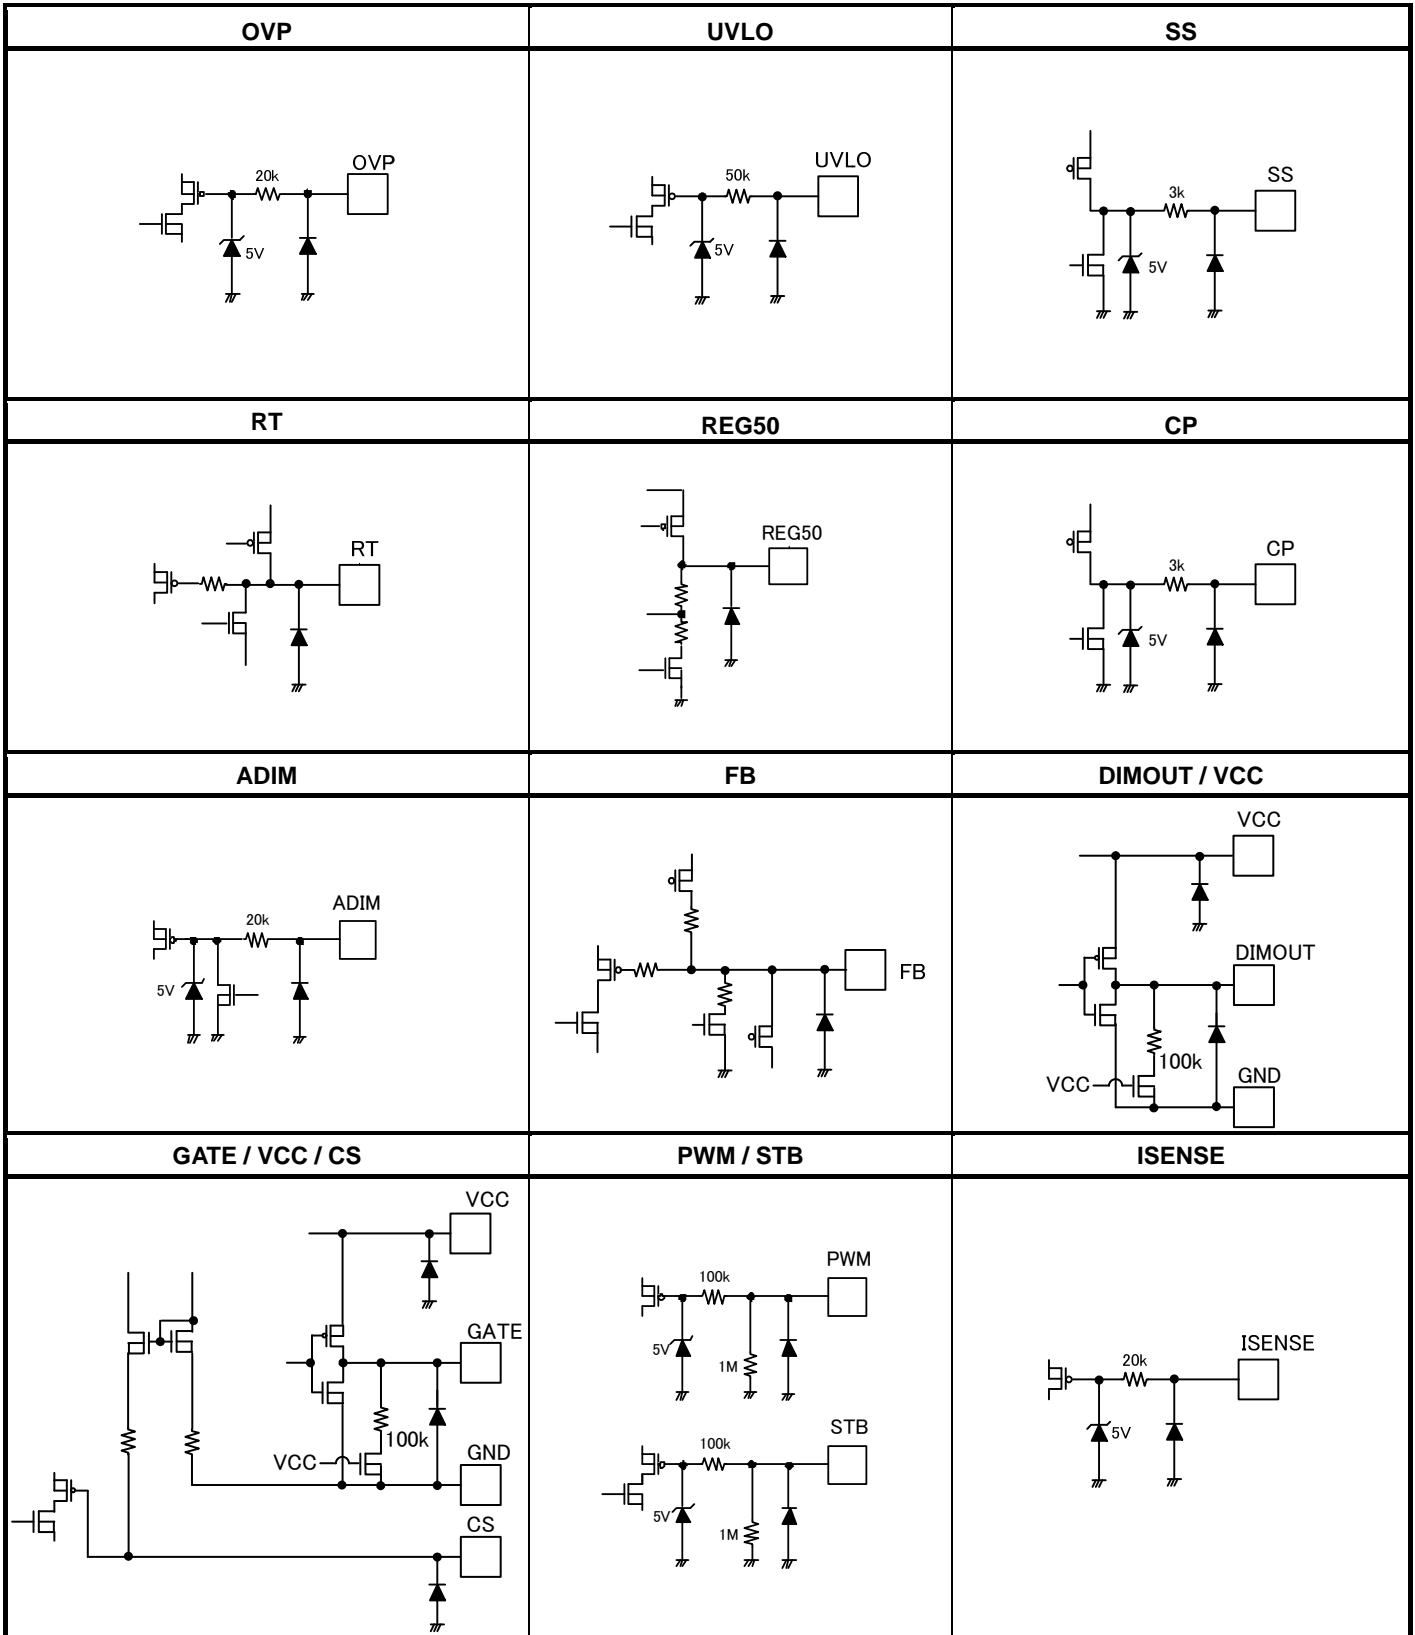 OVP
UVLO
SS
OVP
20k
5V
UVLO
50k
5V
SS
3k
5V
RT
REG50
CP
RT
REG50
CP
3k
5V
ADIM
FB
DIMOUT / VCC
ADIM
20k
5V
FB
VCC
DIMOUT
100k
VCC
GND
GATE / VCC / CS
PWM / STB
ISENSE
VCC
GATE
100k
VCC
GND
CS
PWM
100k
5V
1M
STB
100k
5V
1M
ISENSE
20k
5V